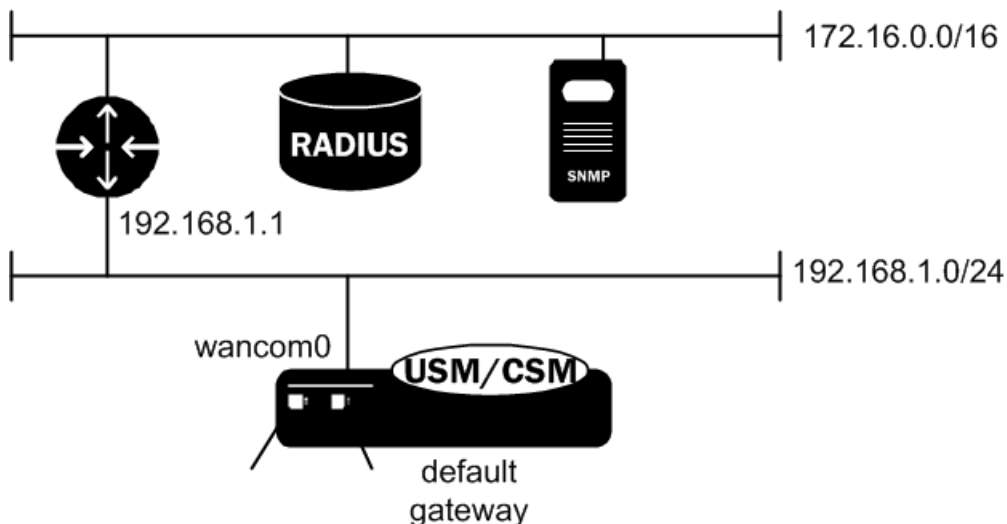 172.16.0.0/16
RADIUS
SNMP
192.168.1.1
192.168.1.0/24
wancom0
USM/CSM
default
gateway